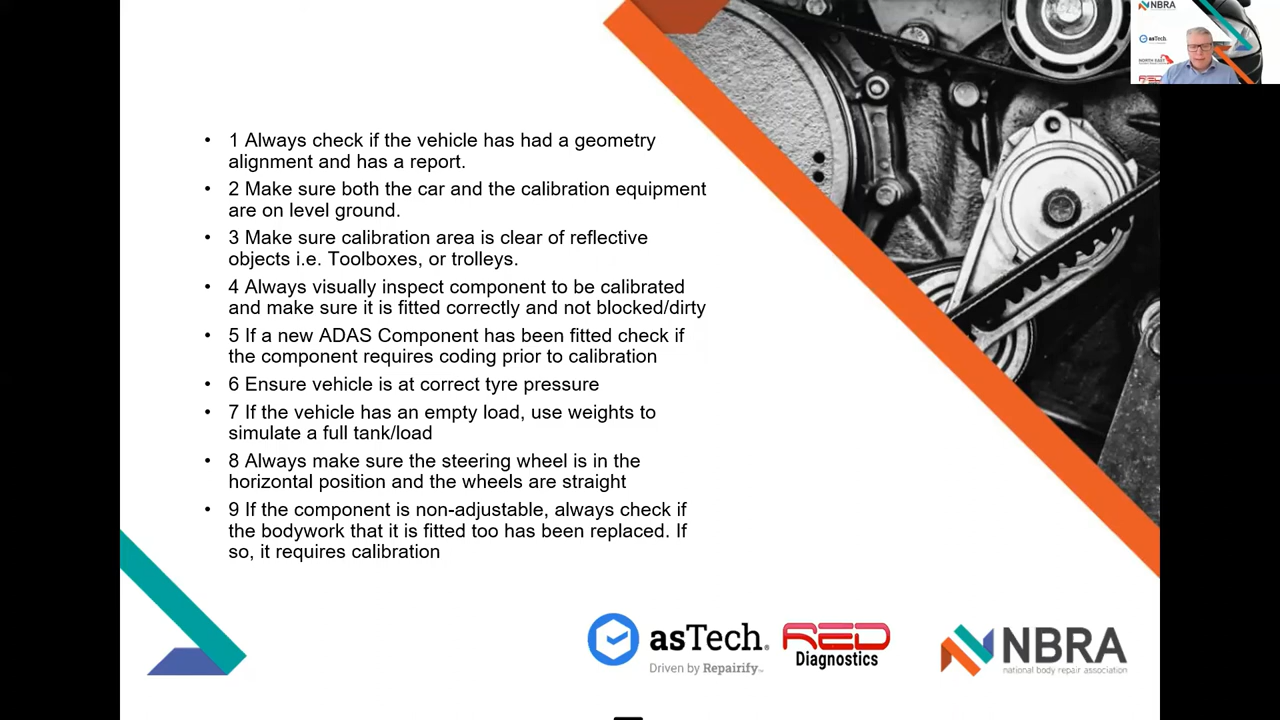 NBRA
asTech
NORTH EAST
RED
• 1 Always check if the vehicle has had a geometry
alignment and has a report.
• 2 Make sure both the car and the calibration equipment
are on level ground.
• 3 Make sure calibration area is clear of reflective
objects i.e. Toolboxes, or trolleys.
• 4 Always visually inspect component to be calibrated
and make sure it is fitted correctly and not blocked/dirty
• 5 If a new ADAS Component has been fitted check if
the component requires coding prior to calibration
• 6 Ensure vehicle is at correct tyre pressure
• 7 If the vehicle has an empty load, use weights to
simulate a full tank/load
• 8 Always make sure the steering wheel is in the
horizontal position and the wheels are straight
• 9 If the component is non-adjustable, always check if
the bodywork that it is fitted too has been replaced. If
so, it requires calibration
asTech®
Driven by Repairify™
RED
Diagnostics
NBRA
national body repair association